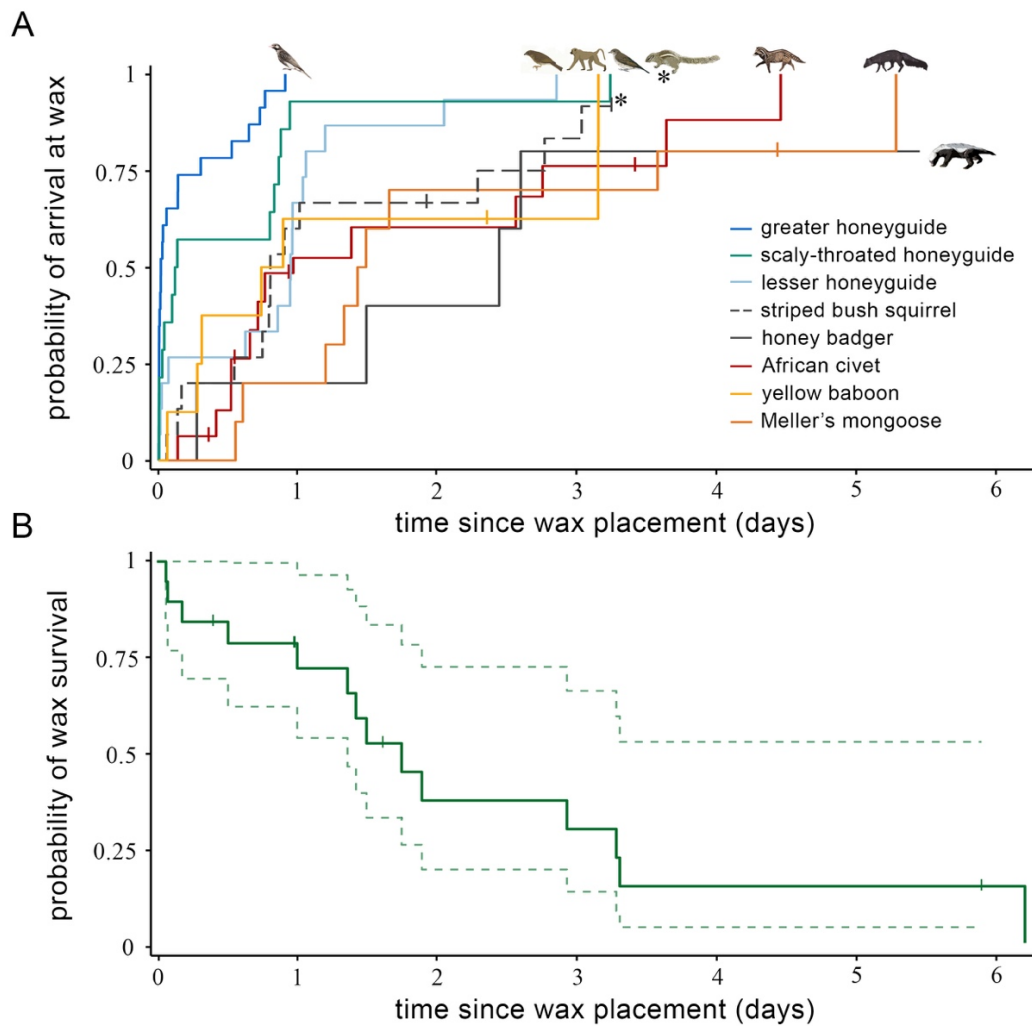 A
probability of arrival at wax
1
0.75
0.5
0.25
0
*
*
greater honeyguide
scaly-throated honeyguide
lesser honeyguide
striped bush squirrel
honey badger
African civet
yellow baboon
Meller's mongoose
0 1 2 3 4 5 6
time since wax placement (days)
B
probability of wax survival
1
0.75
0.5
0.25
0
0 1 2 3 4 5 6
time since wax placement (days)